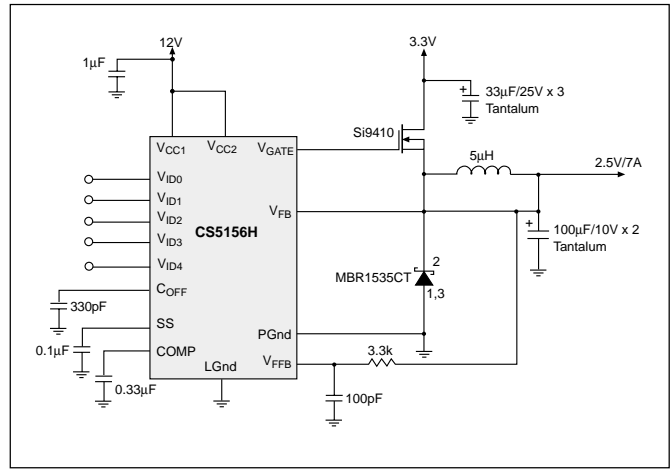 12V
3.3V
1µF
33µF/25V x 3
Tantalum
+
Si9410
5µH
2.5V/7A
VCC1
VCC2
VGATE
VID0
VID1
VID2
VID3
VID4
VFB
CS5156H
+
100µF/10V x 2
Tantalum
2
MBR1535CT
1,3
COFF
330pF
SS
PGnd
0.1µF
COMP
VFFB
3.3k
LGnd
0.33µF
100pF